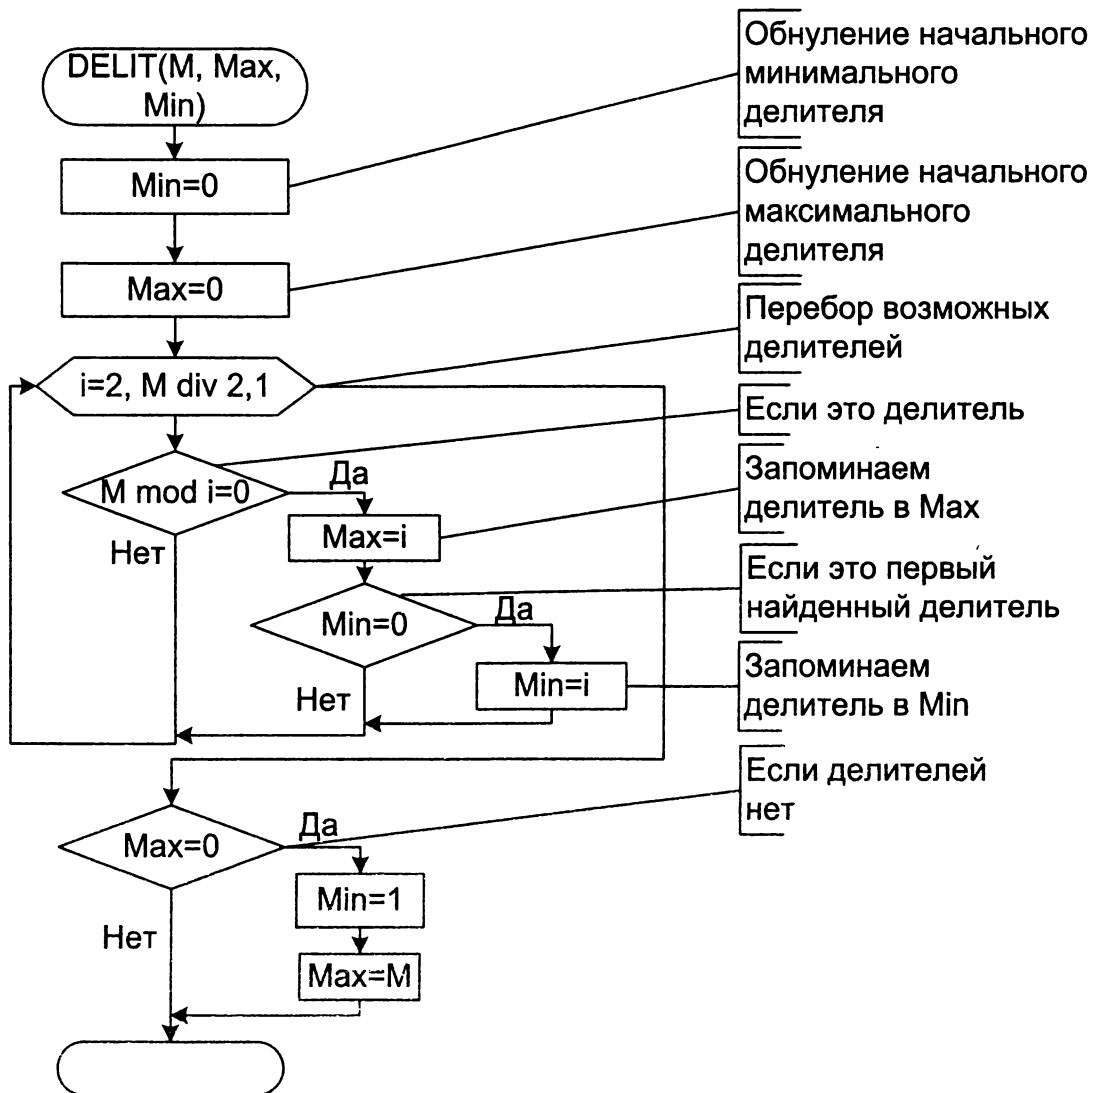 DELIT(M, Max,
Min)
Обнуление начального
минимального
делителя
Min=0
Обнуление начального
максимального
делителя
Max=0
Перебор возможных
делителей
i=2, M div 2,1
Если это делитель
M mod i=0
Да
Нет
Запоминаем
делитель в Max
Max=i
Если это первый
найденный делитель
Min=0
Да
Нет
Запоминаем
делитель в Min
Min=i
Если делителей
нет
Max=0
Да
Нет
Min=1
Max=M